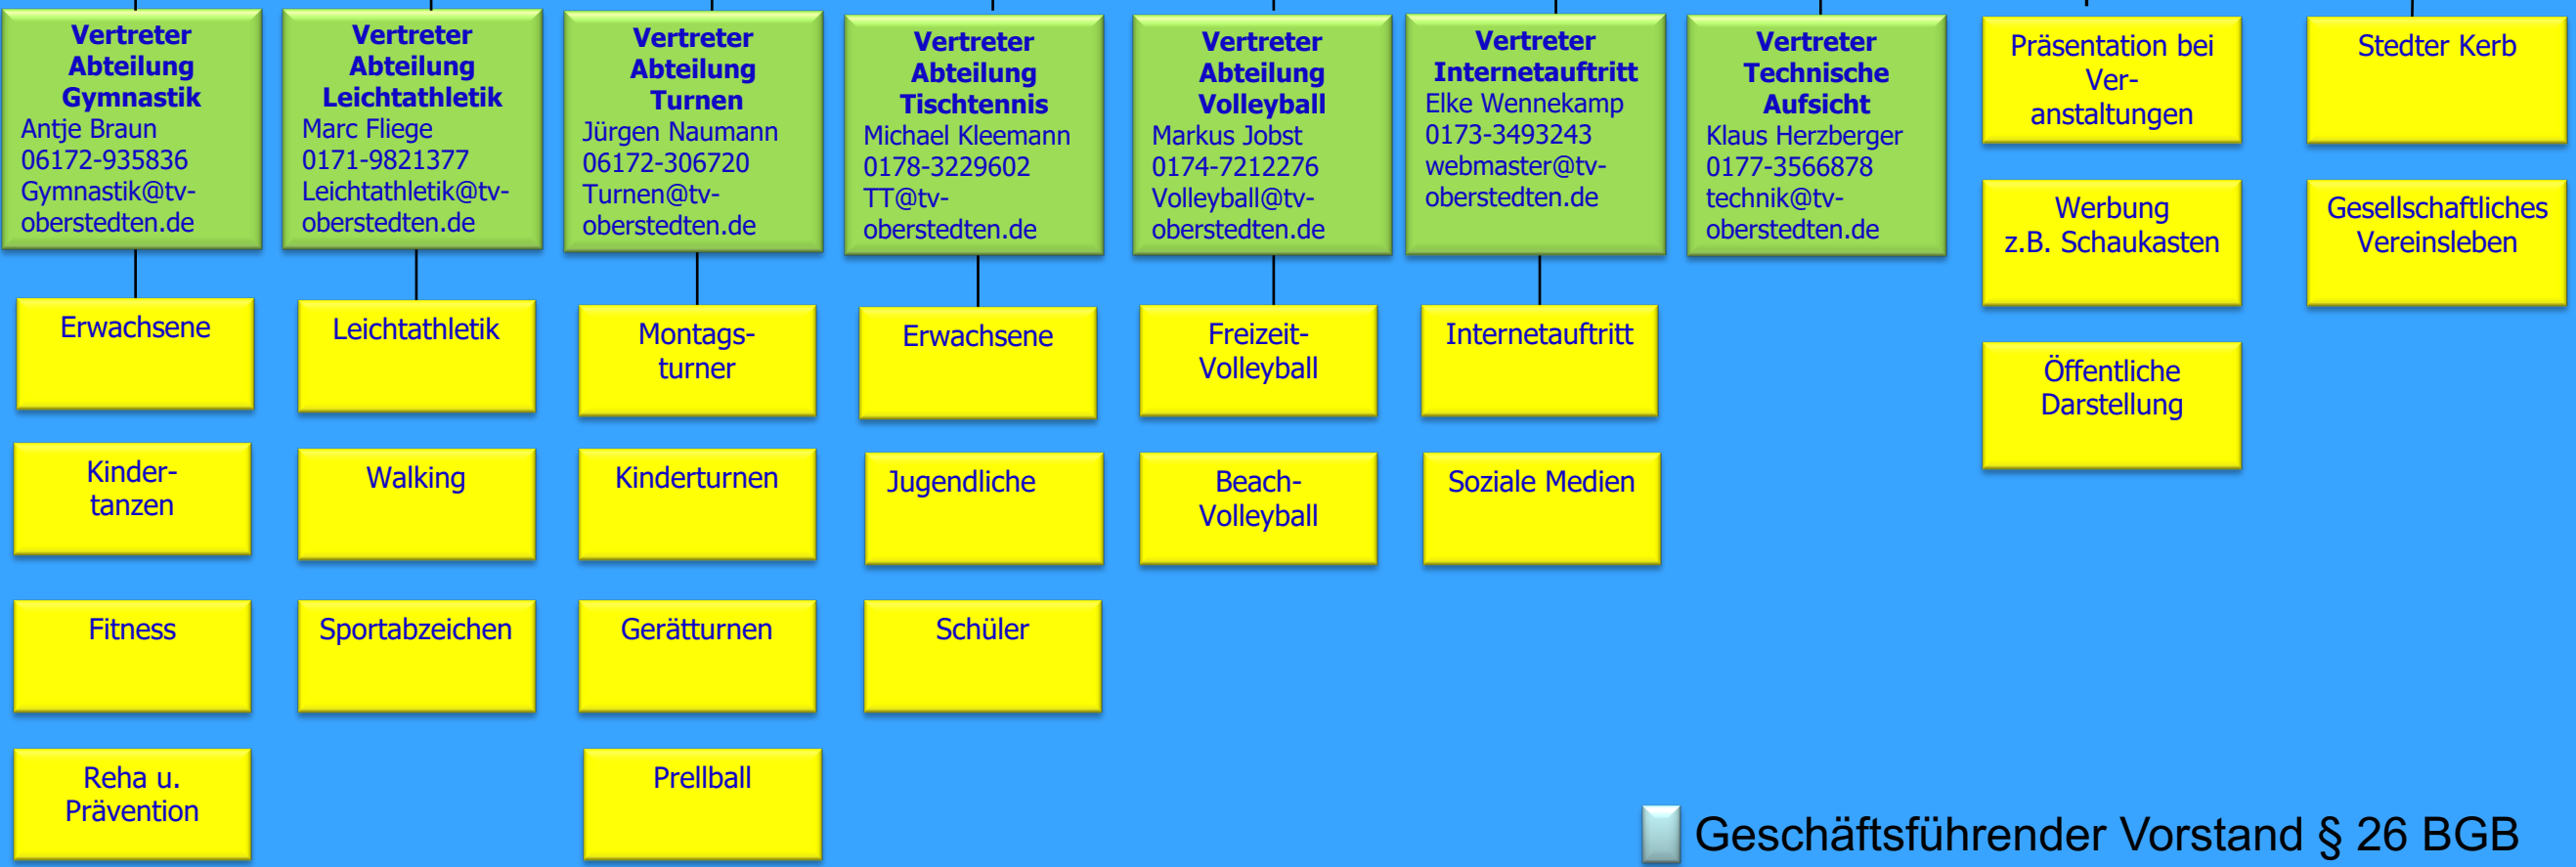 Vertreter
Abteilung
Gymnastik
Antje Braun
06172-935836
Gymnastik@tv-
oberstedten.de
Vertreter
Abteilung
Leichtathletik
Marc Fliege
0171-9821377
Leichtathletik@tv-
oberstedten.de
Vertreter
Abteilung
Turnen
Jürgen Naumann
06172-306720
Turnen@tv-
oberstedten.de
Vertreter
Abteilung
Tischtennis
Michael Kleemann
0178-3229602
TT@tv-
oberstedten.de
Vertreter
Abteilung
Volleyball
Markus Jobst
0174-7212276
Volleyball@tv-
oberstedten.de
Vertreter
Internetauftritt
Elke Wennekamp
0173-3493243
webmaster@tv-
oberstedten.de
Vertreter
Technische
Aufsicht
Klaus Herzberger
0177-3566878
technik@tv-
oberstedten.de
Präsentation bei
Ver-
anstaltungen
Stedter Kerb
Werbung
z.B. Schaukasten
Gesellschaftliches
Vereinsleben
Erwachsene
Leichtathletik
Montags-
turner
Erwachsene
Freizeit-
Volleyball
Internetauftritt
Öffentliche
Darstellung
Kinder-
tanzen
Walking
Kinderturnen
Jugendliche
Beach-
Volleyball
Soziale Medien
Fitness
Sportabzeichen
Gerätturnen
Schüler
Reha u.
Prävention
Prellball
Geschäftsführender Vorstand § 26 BGB